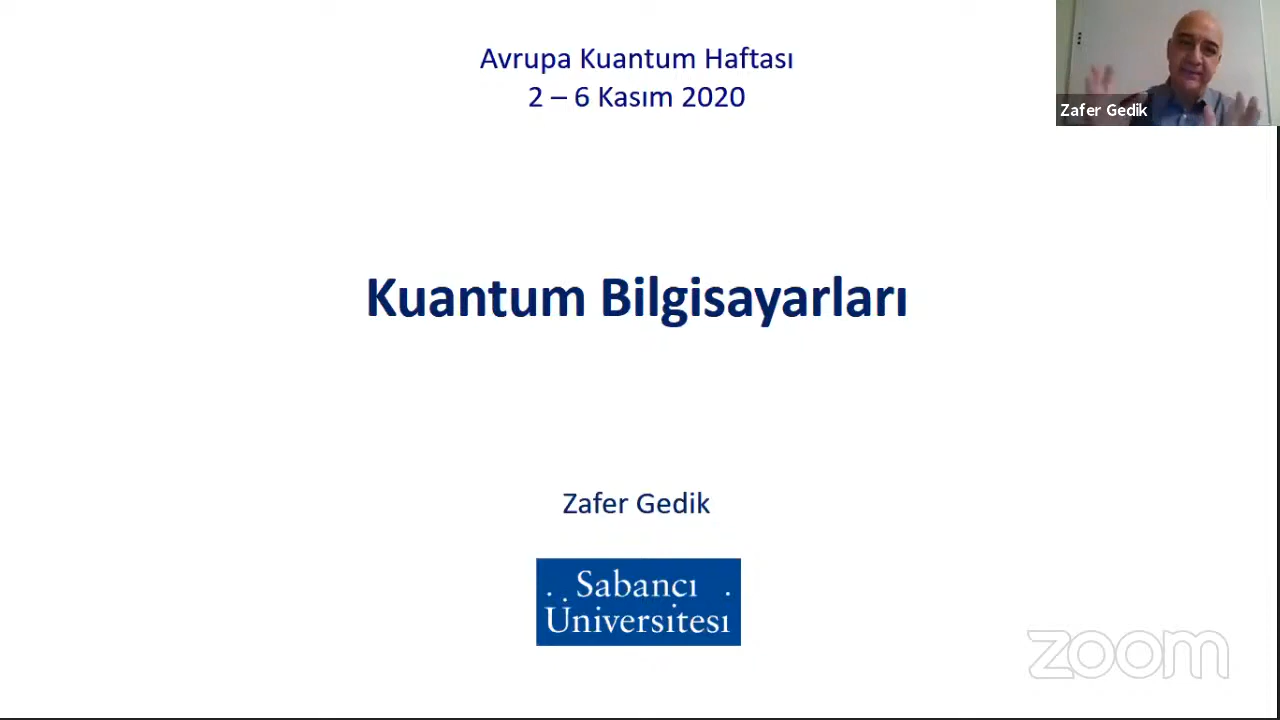 Avrupa Kuantum Haftası
2 – 6 Kasım 2020
Zafer Gedik
Kuantum Bilgisayarları
Zafer Gedik
Sabancı
Üniversitesi
zoom